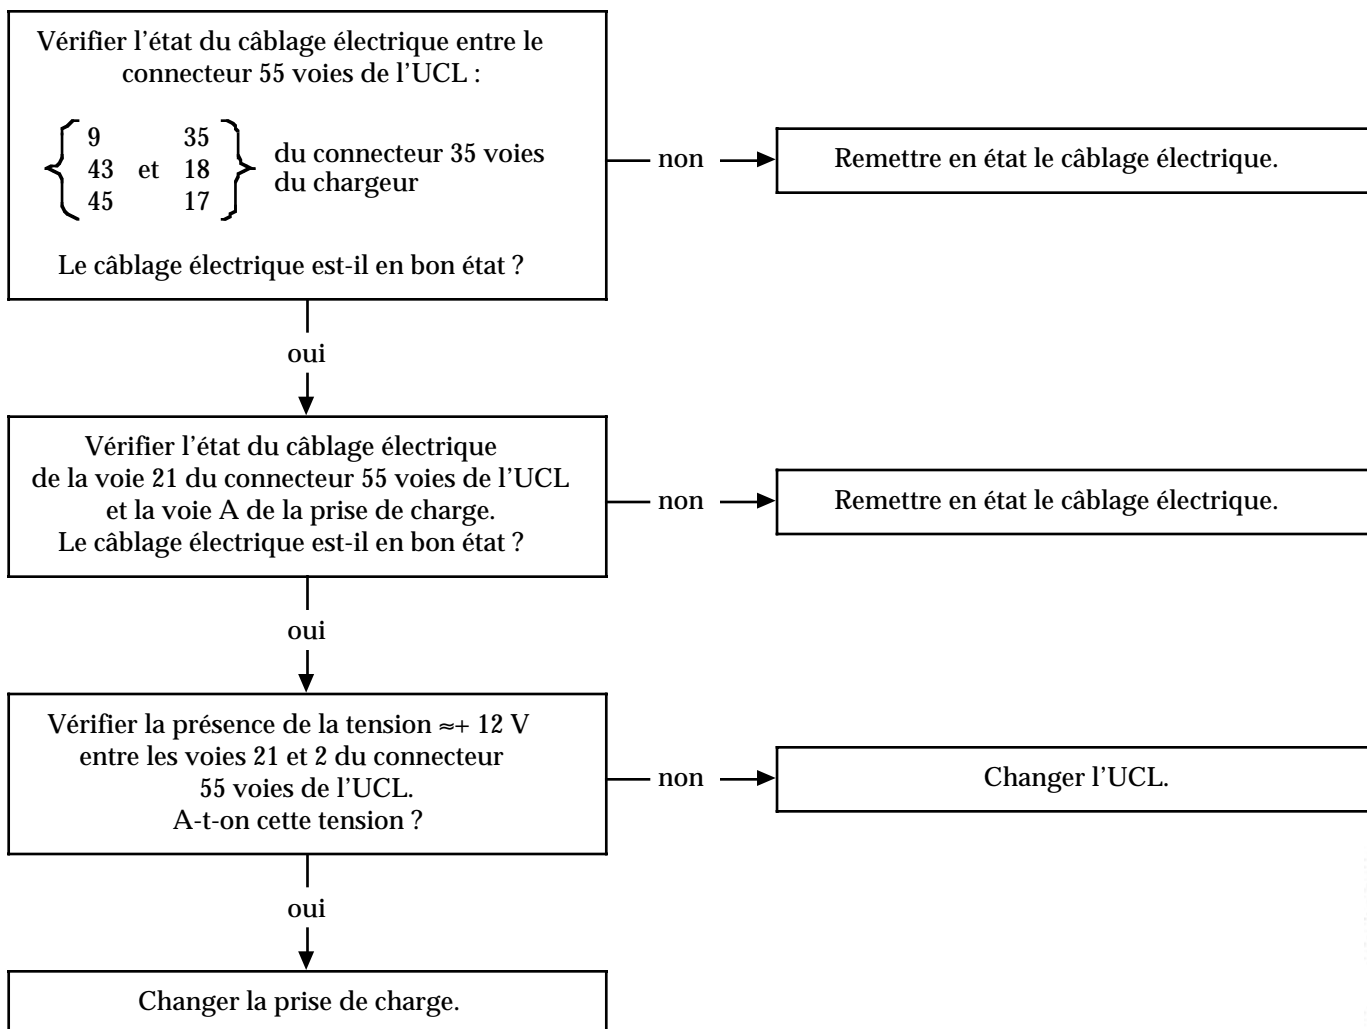 Vérifier l’état du câblage électrique entre le
connecteur 55 voies de l’UCL :
9 35
43 et 18
45 17
du connecteur 35 voies
du chargeur
Le câblage électrique est-il en bon état ?
non
Remettre en état le câblage électrique.
oui
Vérifier l’état du câblage électrique
de la voie 21 du connecteur 55 voies de l’UCL
et la voie A de la prise de charge.
Le câblage électrique est-il en bon état ?
non
Remettre en état le câblage électrique.
oui
Vérifier la présence de la tension ≈+ 12 V
entre les voies 21 et 2 du connecteur
55 voies de l’UCL.
A-t-on cette tension ?
non
Changer l’UCL.
oui
Changer la prise de charge.